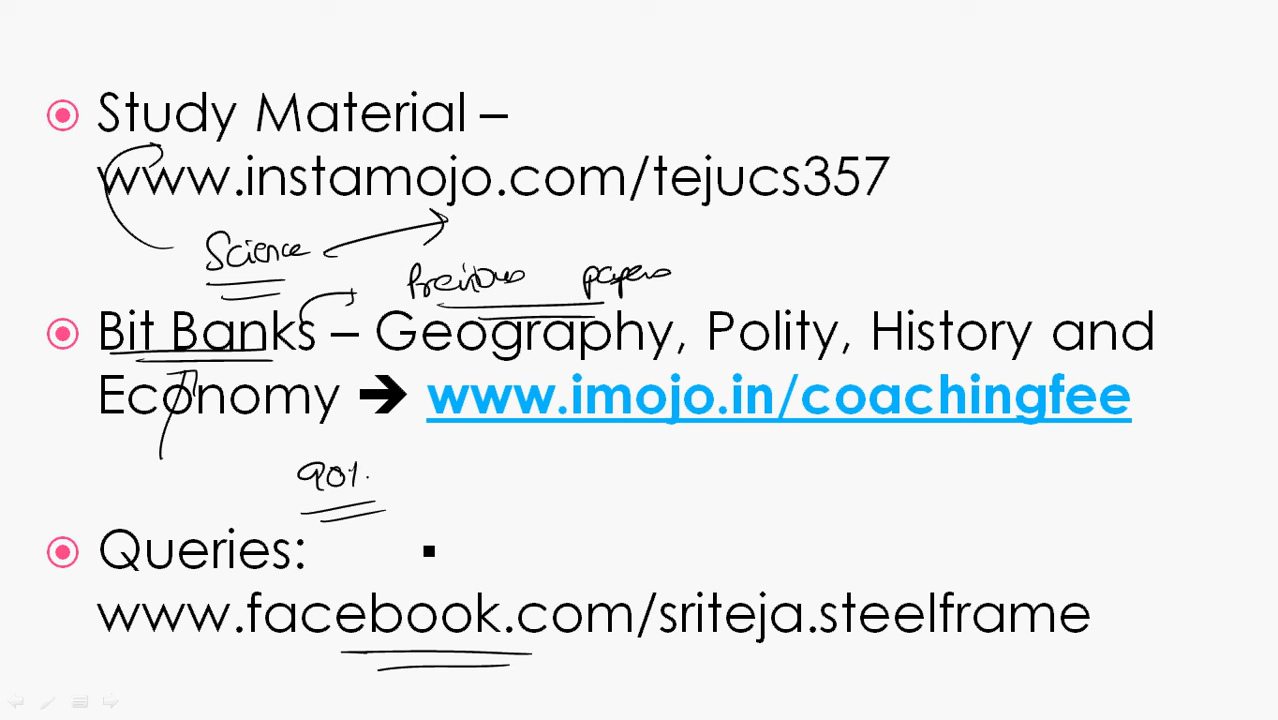 Study Material –
www.instamojo.com/tejucs357
Science
Previous papers
Bit Banks – Geography, Polity, History and
Economy ➔ www.imojo.in/coachingfee
90%
Queries:
www.facebook.com/sriteja.steelframe